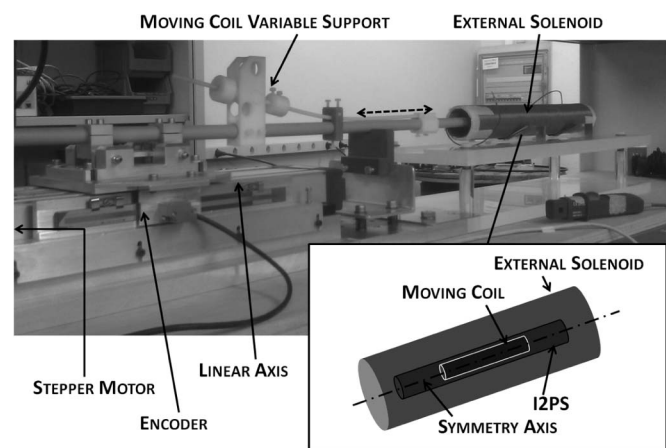 MOVING COIL VARIABLE SUPPORT
EXTERNAL SOLENOID
EXTERNAL SOLENOID
MOVING COIL
LINEAR AXIS
STEPPER MOTOR
ENCODER
I2PS
SYMMETRY AXIS